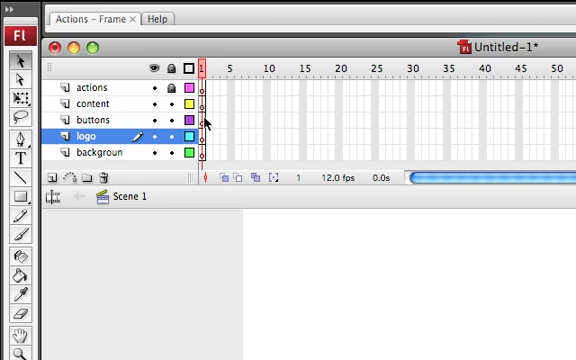 Actions – Frame × Help
Fl
Untitled-1*
1 5 10 15 20 25 30 35 40 45 50
actions
content
buttons
logo
backgroun
1 12.0 fps 0.0s
Scene 1
T